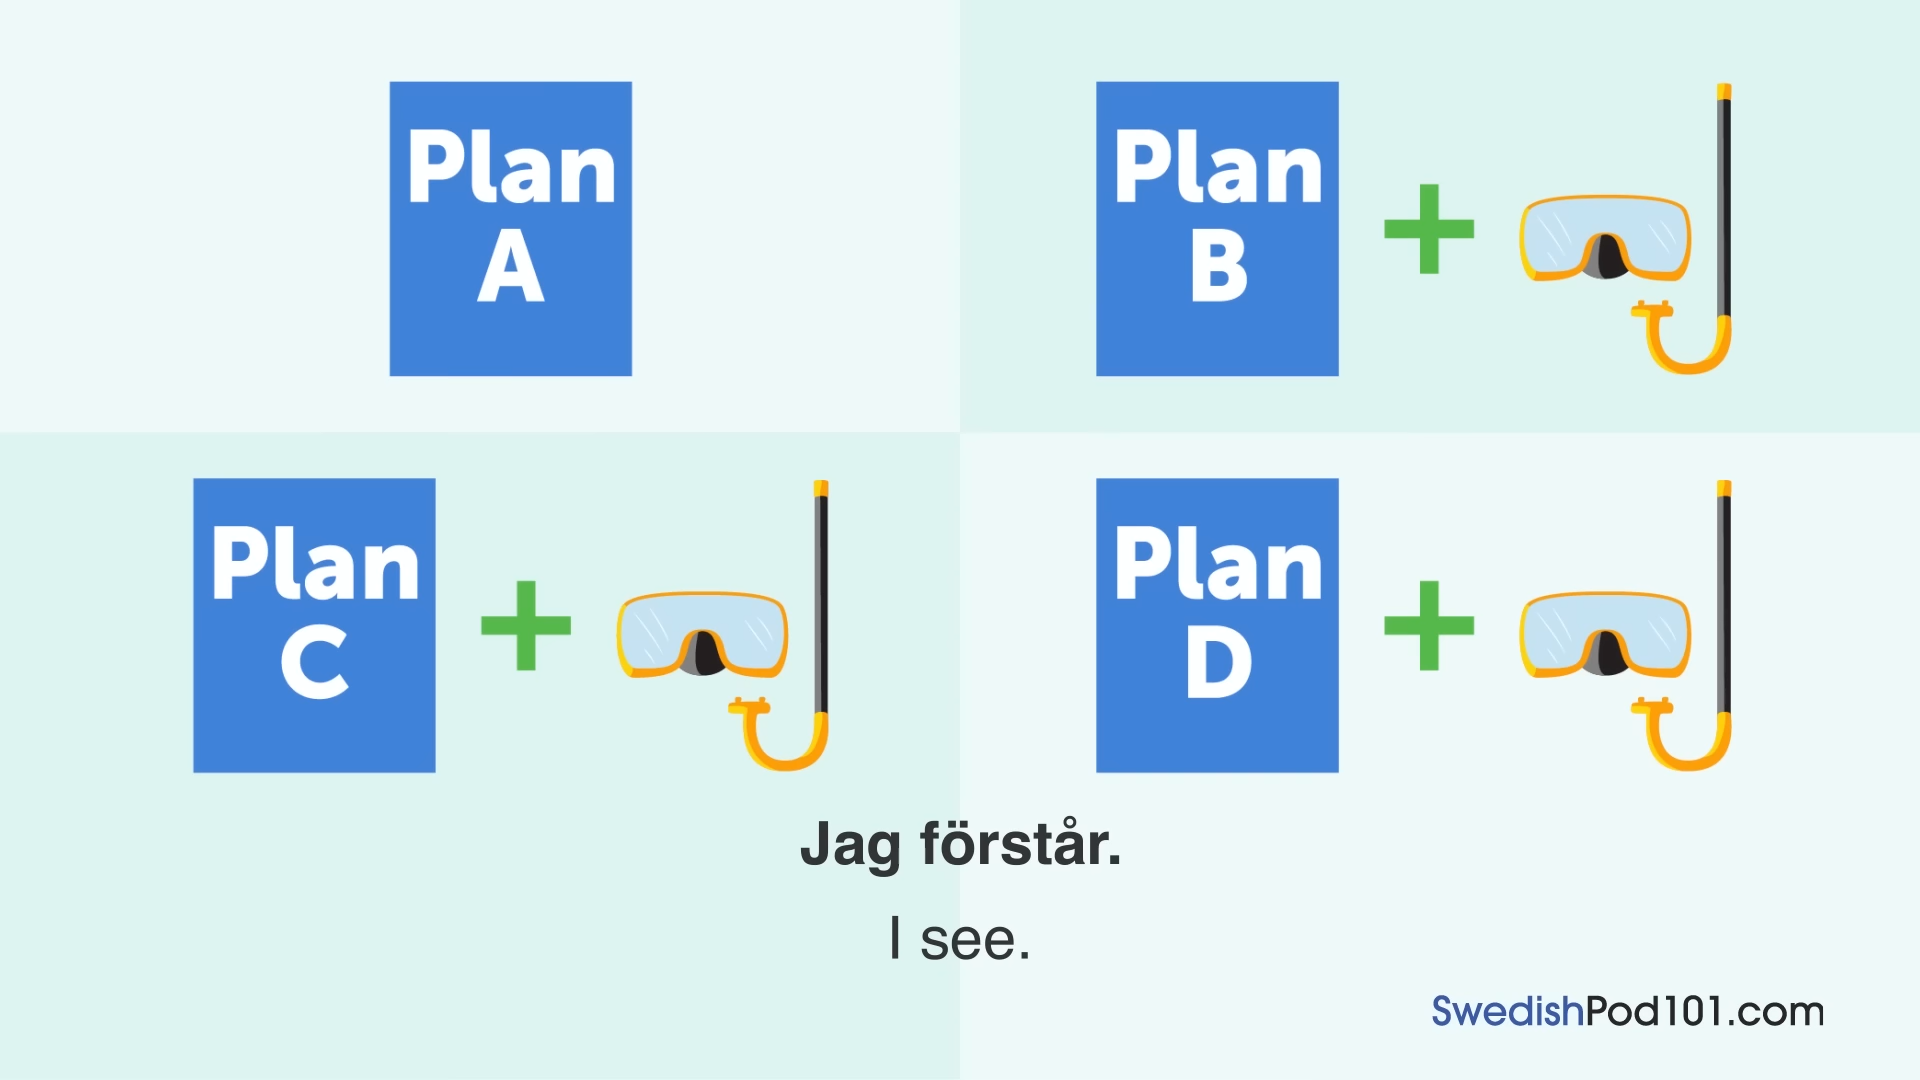 Plan
A
Plan
B
Plan
C
Plan
D
Jag förstår.
I see.
SwedishPod101.com